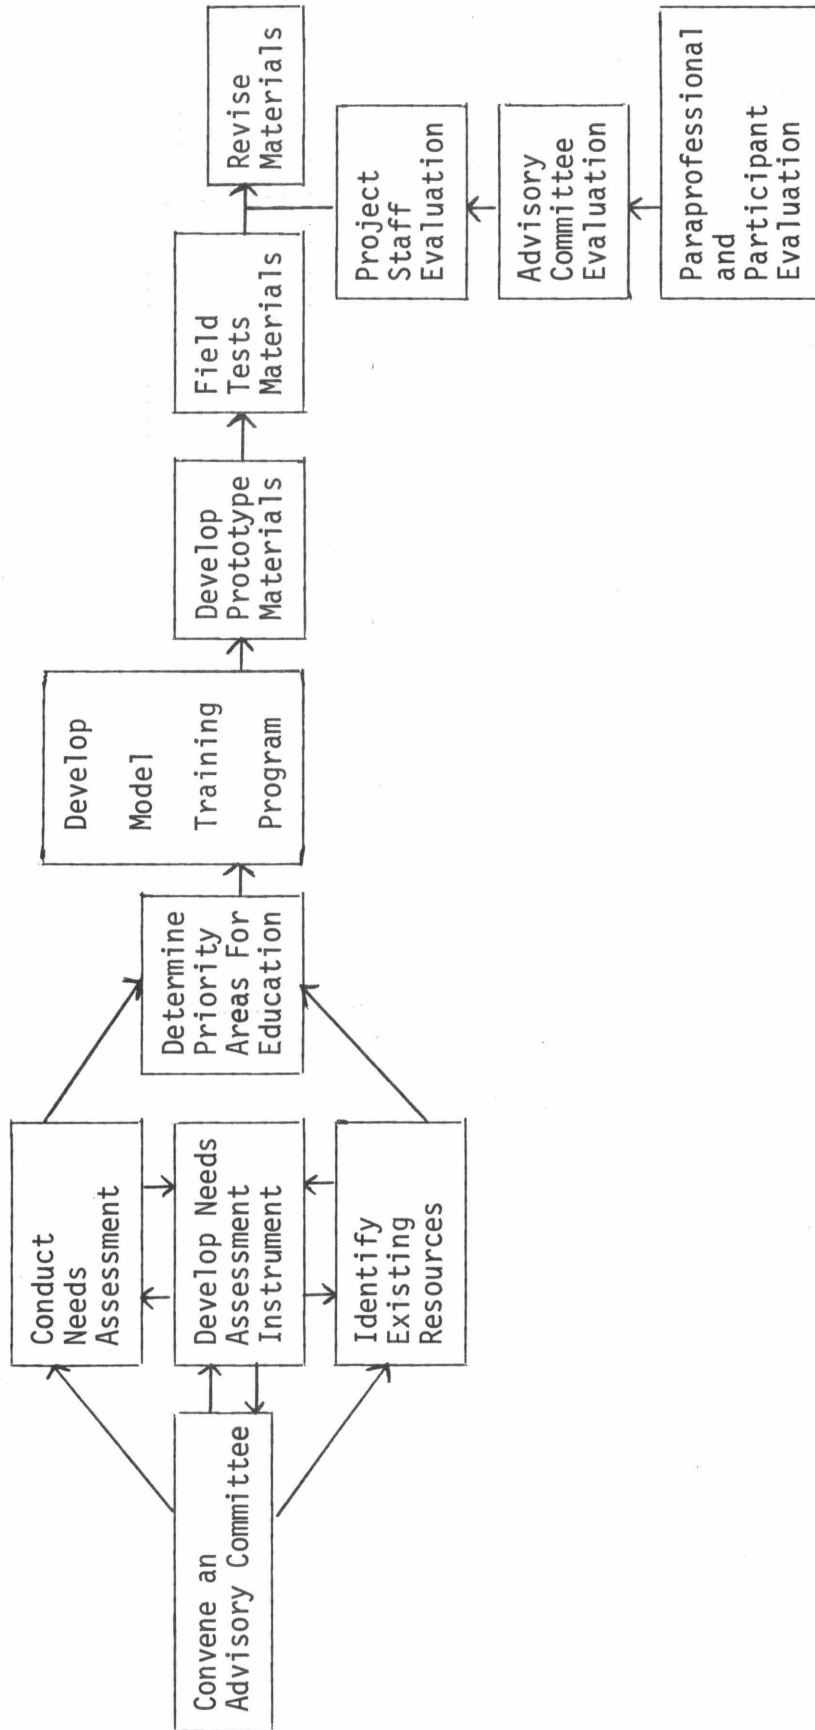 Convene an
Advisory Committee
Conduct
Needs
Assessment
Develop Needs
Assessment
Instrument
Identify
Existing
Resources
Determine
Priority
Areas For
Education
Develop
Model
Training
Program
Develop
Prototype
Materials
Field
Tests
Materials
Revise
Materials
Project
Staff
Evaluation
Advisory
Committee
Evaluation
Paraprofessional
and
Participant
Evaluation